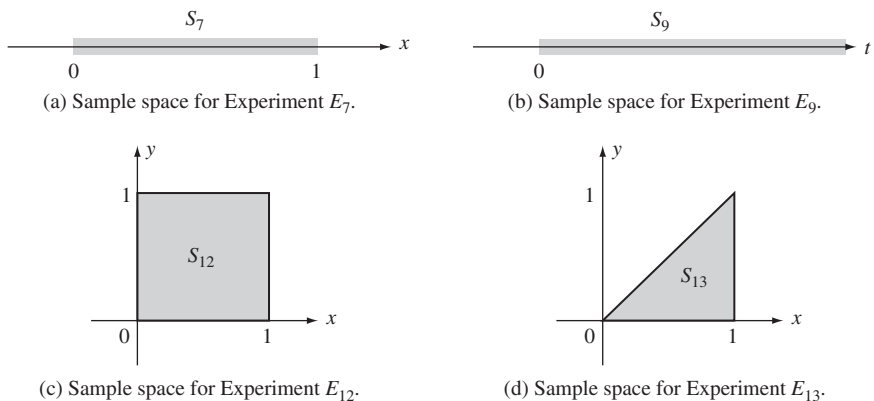 S₇
x
0
1
(a) Sample space for Experiment E₇.
S₉
t
0
(b) Sample space for Experiment E₉.
y
1
S₁₂
0
1
x
(c) Sample space for Experiment E₁₂.
y
1
S₁₃
0
1
x
(d) Sample space for Experiment E₁₃.